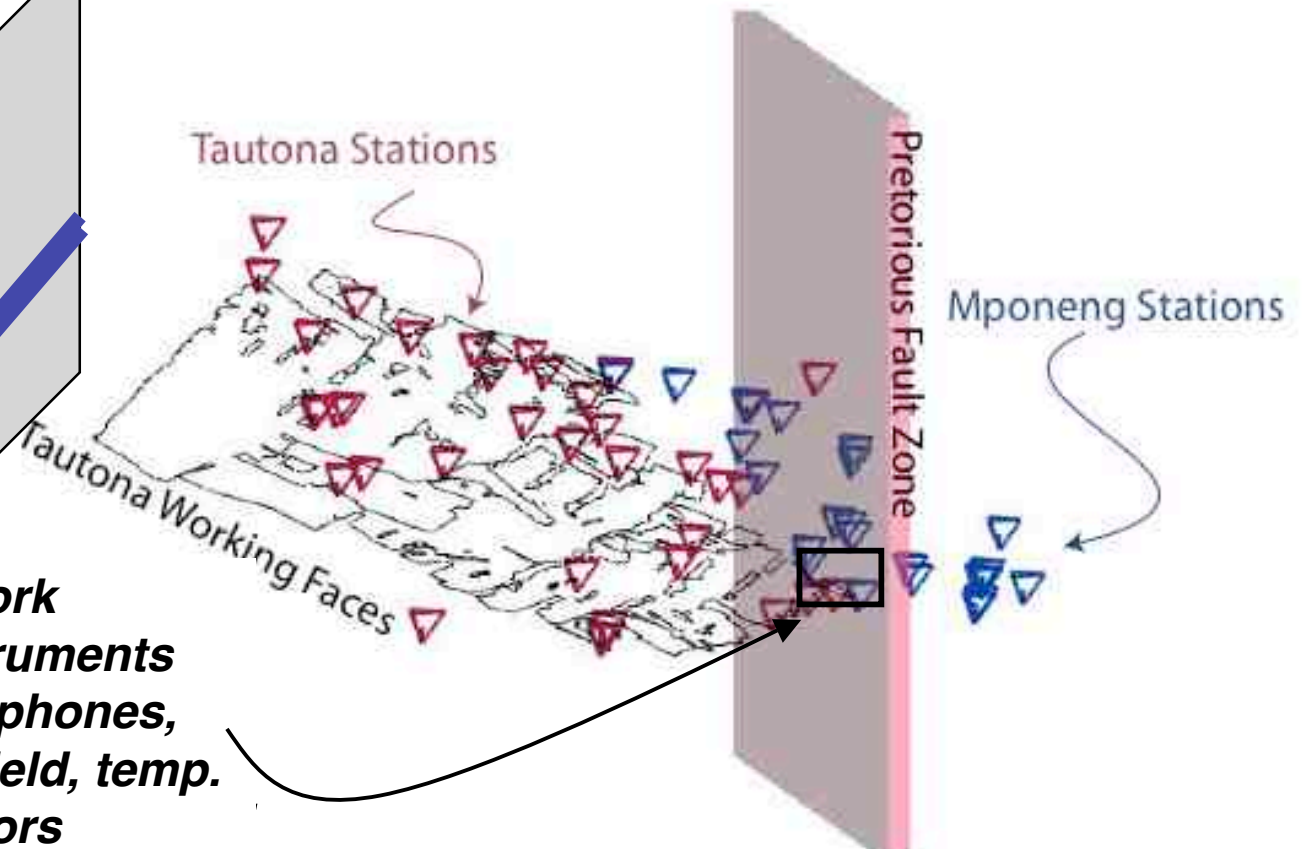 Tautona Stations
Pretorious Fault Zone
Mponeng Stations
Tautona Working Faces
ork
ruments
phones,
eld, temp.
ors